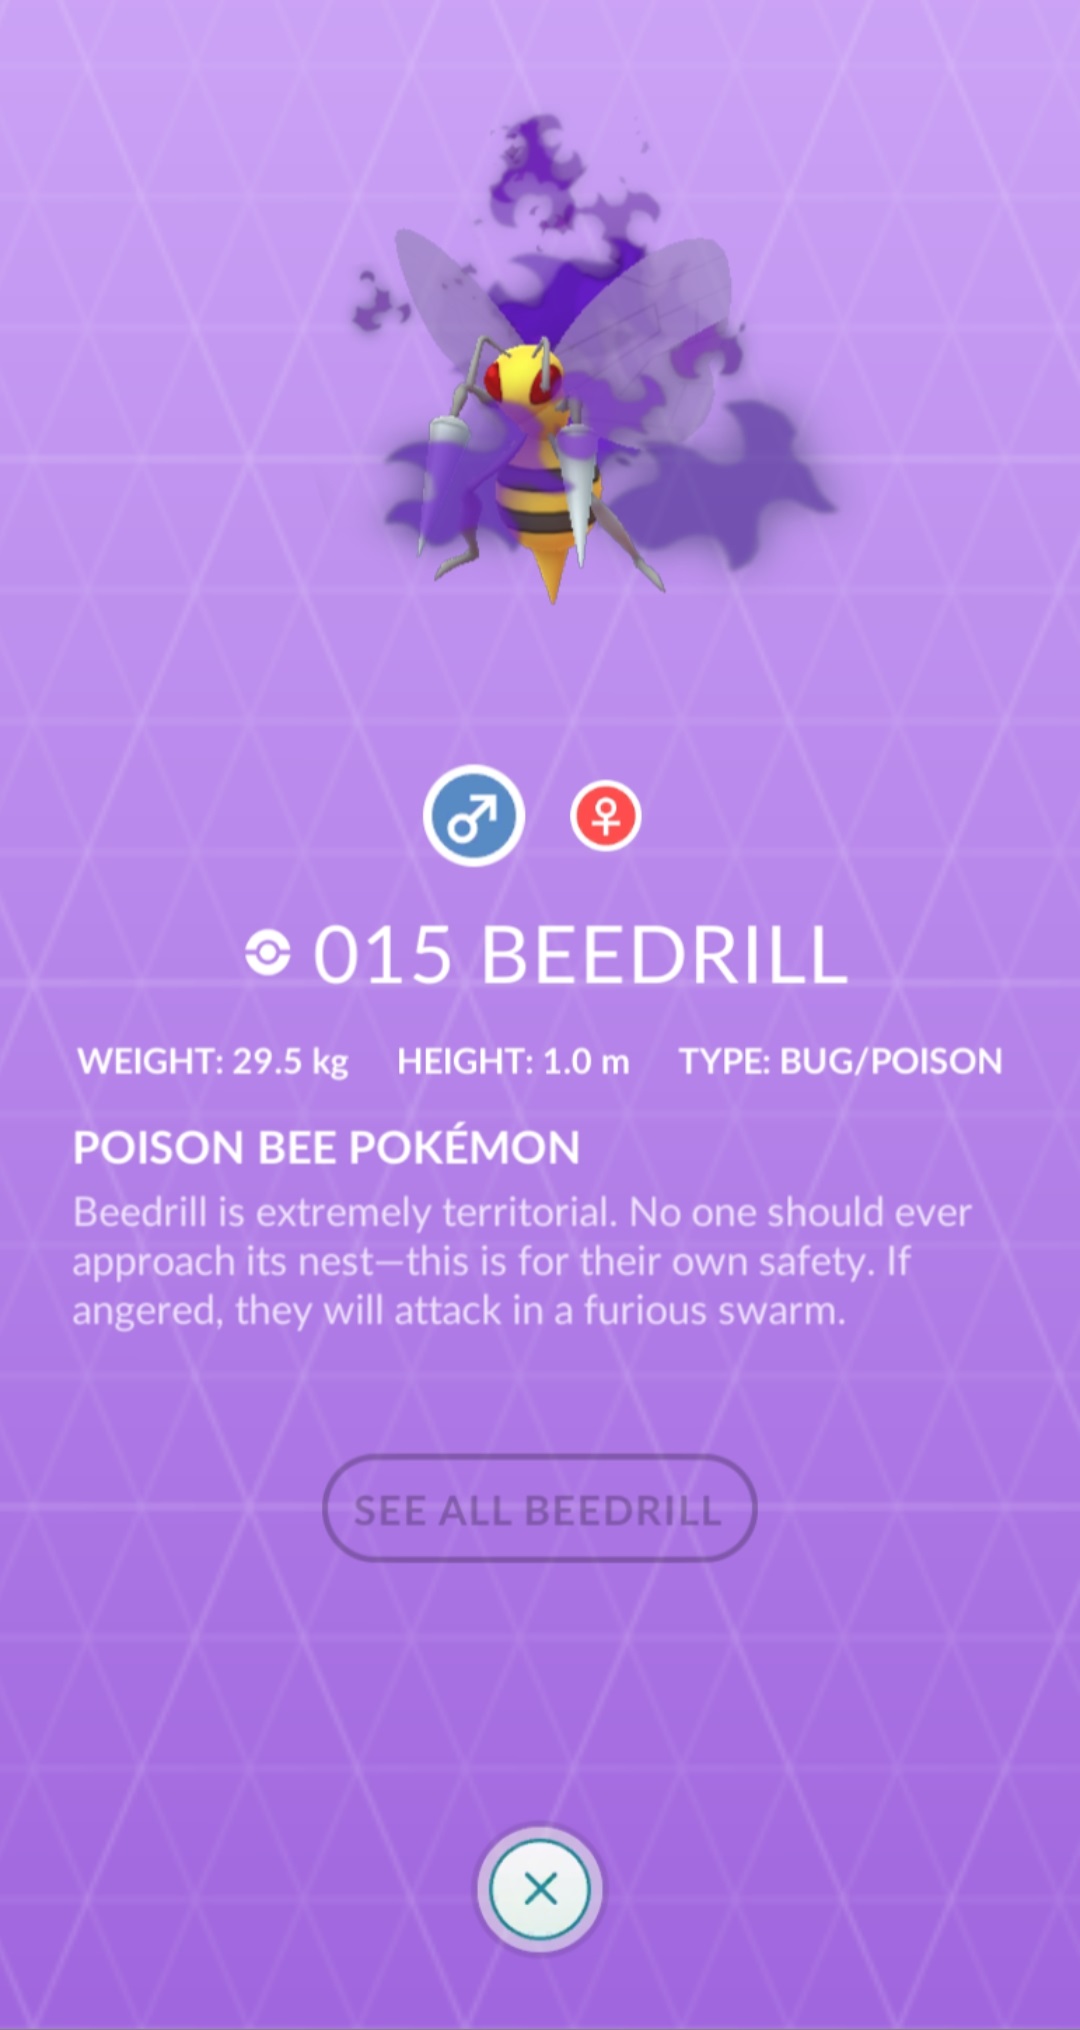 015 BEEDRILL
WEIGHT: 29.5 kg HEIGHT: 1.0 m TYPE: BUG/POISON
POISON BEE POKÉMON
Beedrill is extremely territorial. No one should ever
approach its nest—this is for their own safety. If
angered, they will attack in a furious swarm.
SEE ALL BEEDRILL